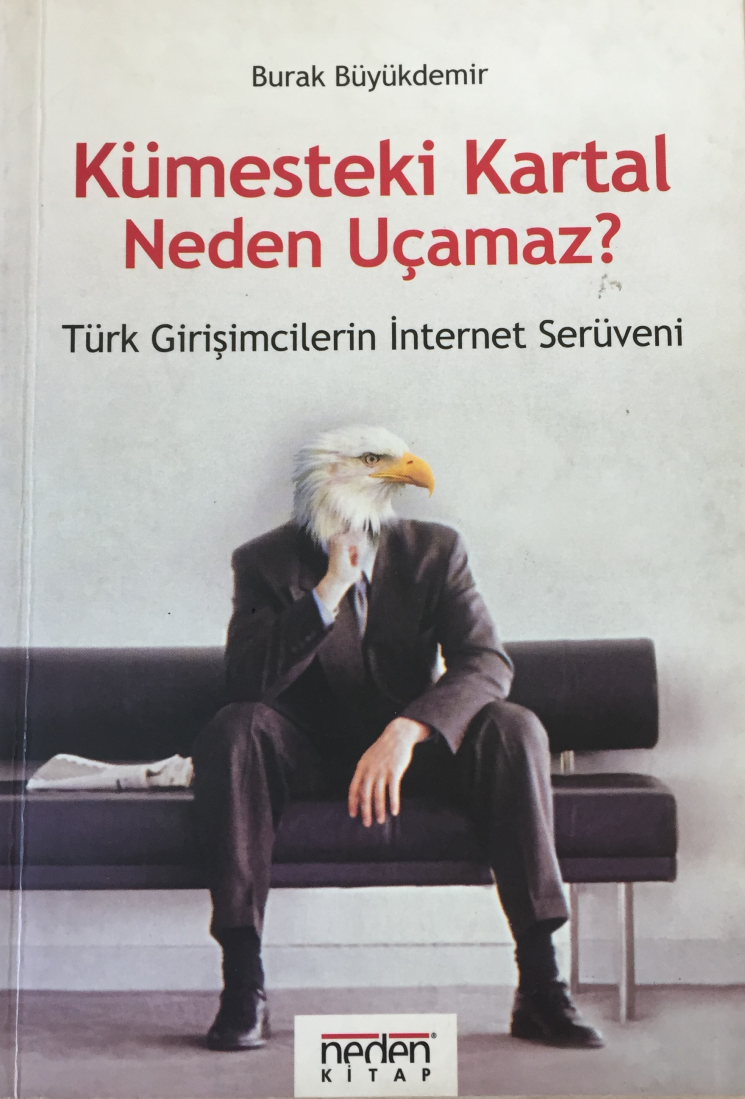 Burak Büyükdemir
Kümesteki Kartal
Neden Uçamaz?
Türk Girişimcilerin İnternet Serüveni
neden®
KİTAP